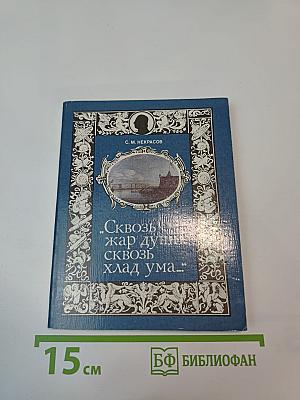 С. М. НЕКРАСОВ
„Сквозь
жар души,
сквозь
хлад ума..."
15 см
БФ БИБЛИОФАН